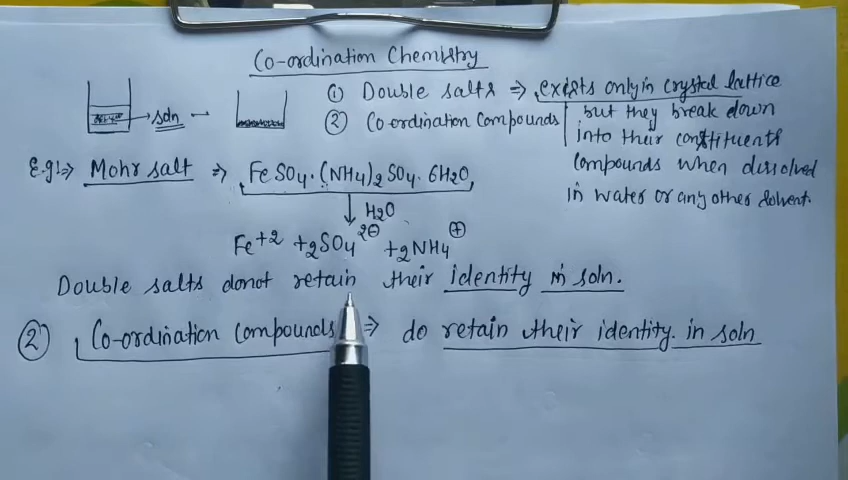 Co-ordination Chemistry
→ soln –
① Double salts ⇒ exists only in crystal lattice
but they break down
into their constituents
compounds when dissolved
in water or any other solvent.
② Co-ordination Compounds
E.g:⇒ Mohr salt ⇒ FeSO4.(NH4)2SO4.6H2O
↓ H2O
Fe+2 + 2SO4 2⊖ + 2NH4 ⊕
Double salts donot retain their identity in soln.
② Co-ordination Compounds ⇒ do retain their identity. in soln